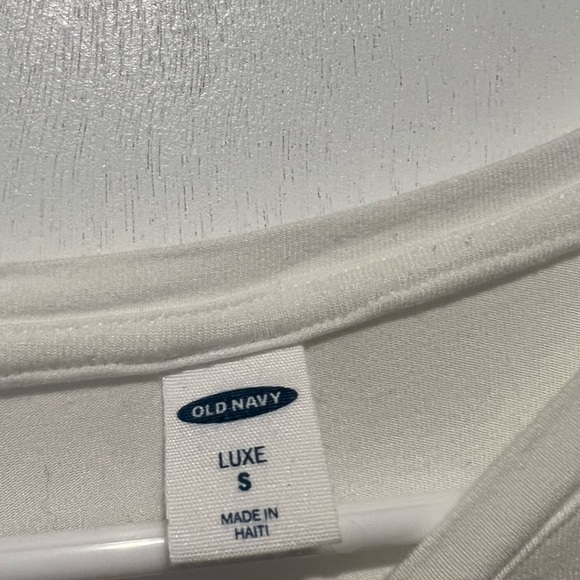 OLD NAVY
LUXE
S
MADE IN
HAITI